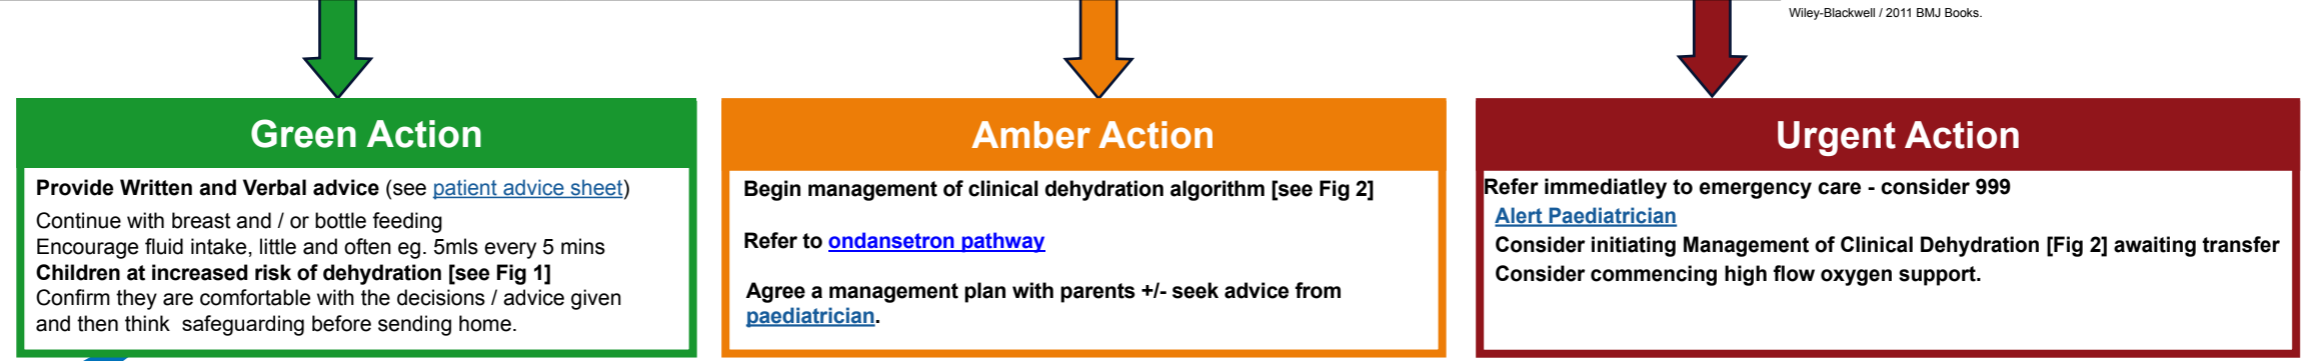 Wiley-Blackwell / 2011 BMJ Books.
Green Action
Provide Written and Verbal advice (see patient advice sheet)
Continue with breast and / or bottle feeding
Encourage fluid intake, little and often eg. 5mls every 5 mins
Children at increased risk of dehydration [see Fig 1]
Confirm they are comfortable with the decisions / advice given
and then think safeguarding before sending home.
Amber Action
Begin management of clinical dehydration algorithm [see Fig 2]
Refer to ondansetron pathway
Agree a management plan with parents +/- seek advice from
paediatrician.
Urgent Action
Refer immediatley to emergency care - consider 999
Alert Paediatrician
Consider initiating Management of Clinical Dehydration [Fig 2] awaiting transfer
Consider commencing high flow oxygen support.